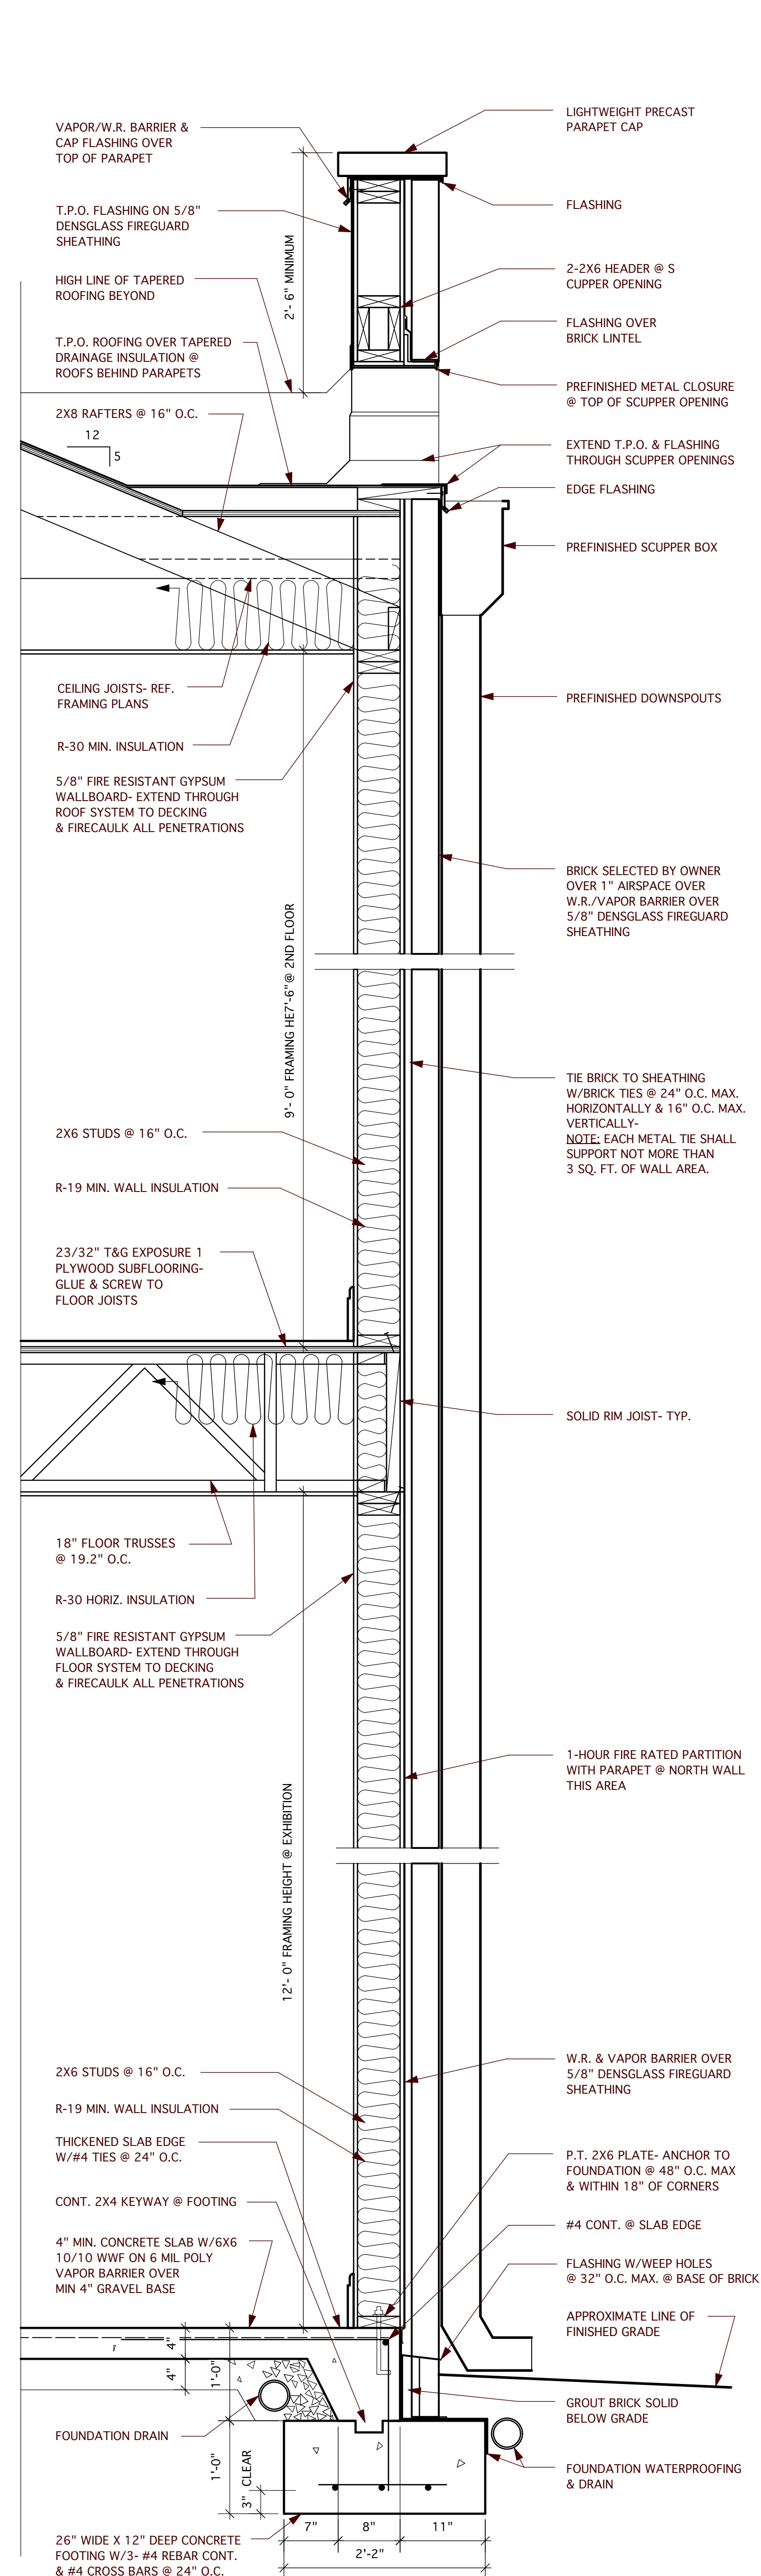 VAPOR/W.R. BARRIER &
CAP FLASHING OVER
TOP OF PARAPET
LIGHTWEIGHT PRECAST
PARAPET CAP
T.P.O. FLASHING ON 5/8"
DENSGLASS FIREGUARD
SHEATHING
FLASHING
2'- 6" MINIMUM
HIGH LINE OF TAPERED
ROOFING BEYOND
2-2X6 HEADER @ S
CUPPER OPENING
T.P.O. ROOFING OVER TAPERED
DRAINAGE INSULATION @
ROOFS BEHIND PARAPETS
FLASHING OVER
BRICK LINTEL
2X8 RAFTERS @ 16" O.C.
PREFINISHED METAL CLOSURE
@ TOP OF SCUPPER OPENING
12
5
EXTEND T.P.O. & FLASHING
THROUGH SCUPPER OPENINGS
EDGE FLASHING
PREFINISHED SCUPPER BOX
CEILING JOISTS- REF.
FRAMING PLANS
PREFINISHED DOWNSPOUTS
R-30 MIN. INSULATION
5/8" FIRE RESISTANT GYPSUM
WALLBOARD- EXTEND THROUGH
ROOF SYSTEM TO DECKING
& FIRECAULK ALL PENETRATIONS
BRICK SELECTED BY OWNER
OVER 1" AIRSPACE OVER
W.R./VAPOR BARRIER OVER
5/8" DENSGLASS FIREGUARD
SHEATHING
9'- 0" FRAMING HE7'-6"@ 2ND FLOOR
TIE BRICK TO SHEATHING
W/BRICK TIES @ 24" O.C. MAX.
HORIZONTALLY & 16" O.C. MAX.
VERTICALLY-
NOTE: EACH METAL TIE SHALL
SUPPORT NOT MORE THAN
3 SQ. FT. OF WALL AREA.
2X6 STUDS @ 16" O.C.
R-19 MIN. WALL INSULATION
23/32" T&G EXPOSURE 1
PLYWOOD SUBFLOORING-
GLUE & SCREW TO
FLOOR JOISTS
SOLID RIM JOIST- TYP.
18" FLOOR TRUSSES
@ 19.2" O.C.
R-30 HORIZ. INSULATION
5/8" FIRE RESISTANT GYPSUM
WALLBOARD- EXTEND THROUGH
FLOOR SYSTEM TO DECKING
& FIRECAULK ALL PENETRATIONS
1-HOUR FIRE RATED PARTITION
WITH PARAPET @ NORTH WALL
THIS AREA
12'- 0" FRAMING HEIGHT @ EXHIBITION
2X6 STUDS @ 16" O.C.
R-19 MIN. WALL INSULATION
THICKENED SLAB EDGE
W/#4 TIES @ 24" O.C.
CONT. 2X4 KEYWAY @ FOOTING
4" MIN. CONCRETE SLAB W/6X6
10/10 WWF ON 6 MIL POLY
VAPOR BARRIER OVER
MIN 4" GRAVEL BASE
W.R. & VAPOR BARRIER OVER
5/8" DENSGLASS FIREGUARD
SHEATHING
P.T. 2X6 PLATE- ANCHOR TO
FOUNDATION @ 48" O.C. MAX
& WITHIN 18" OF CORNERS
#4 CONT. @ SLAB EDGE
FLASHING W/WEEP HOLES
@ 32" O.C. MAX. @ BASE OF BRICK
APPROXIMATE LINE OF
FINISHED GRADE
4"
4"
1'-0"
GROUT BRICK SOLID
BELOW GRADE
FOUNDATION DRAIN
1'-0"
3" CLEAR
FOUNDATION WATERPROOFING
& DRAIN
7"
8"
11"
2'-2"
26" WIDE X 12" DEEP CONCRETE
FOOTING W/3- #4 REBAR CONT.
& #4 CROSS BARS @ 24" O.C.